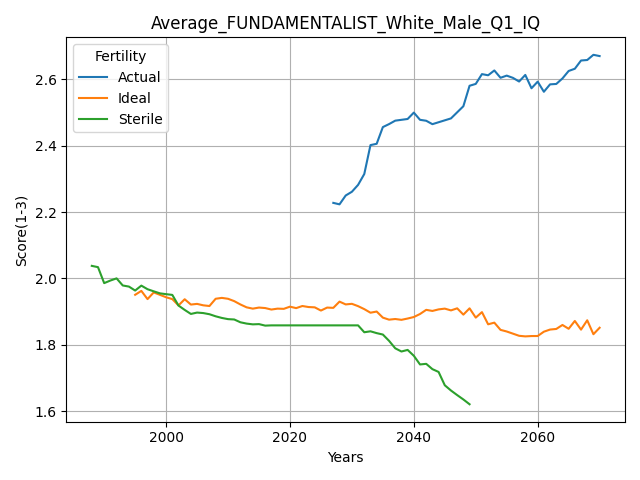 Average_FUNDAMENTALIST_White_Male_Q1_IQ
Fertility
Actual
Ideal
Sterile
Score(1-3)
2.6
2.4
2.2
2.0
1.8
1.6
2000
2020
2040
2060
Years